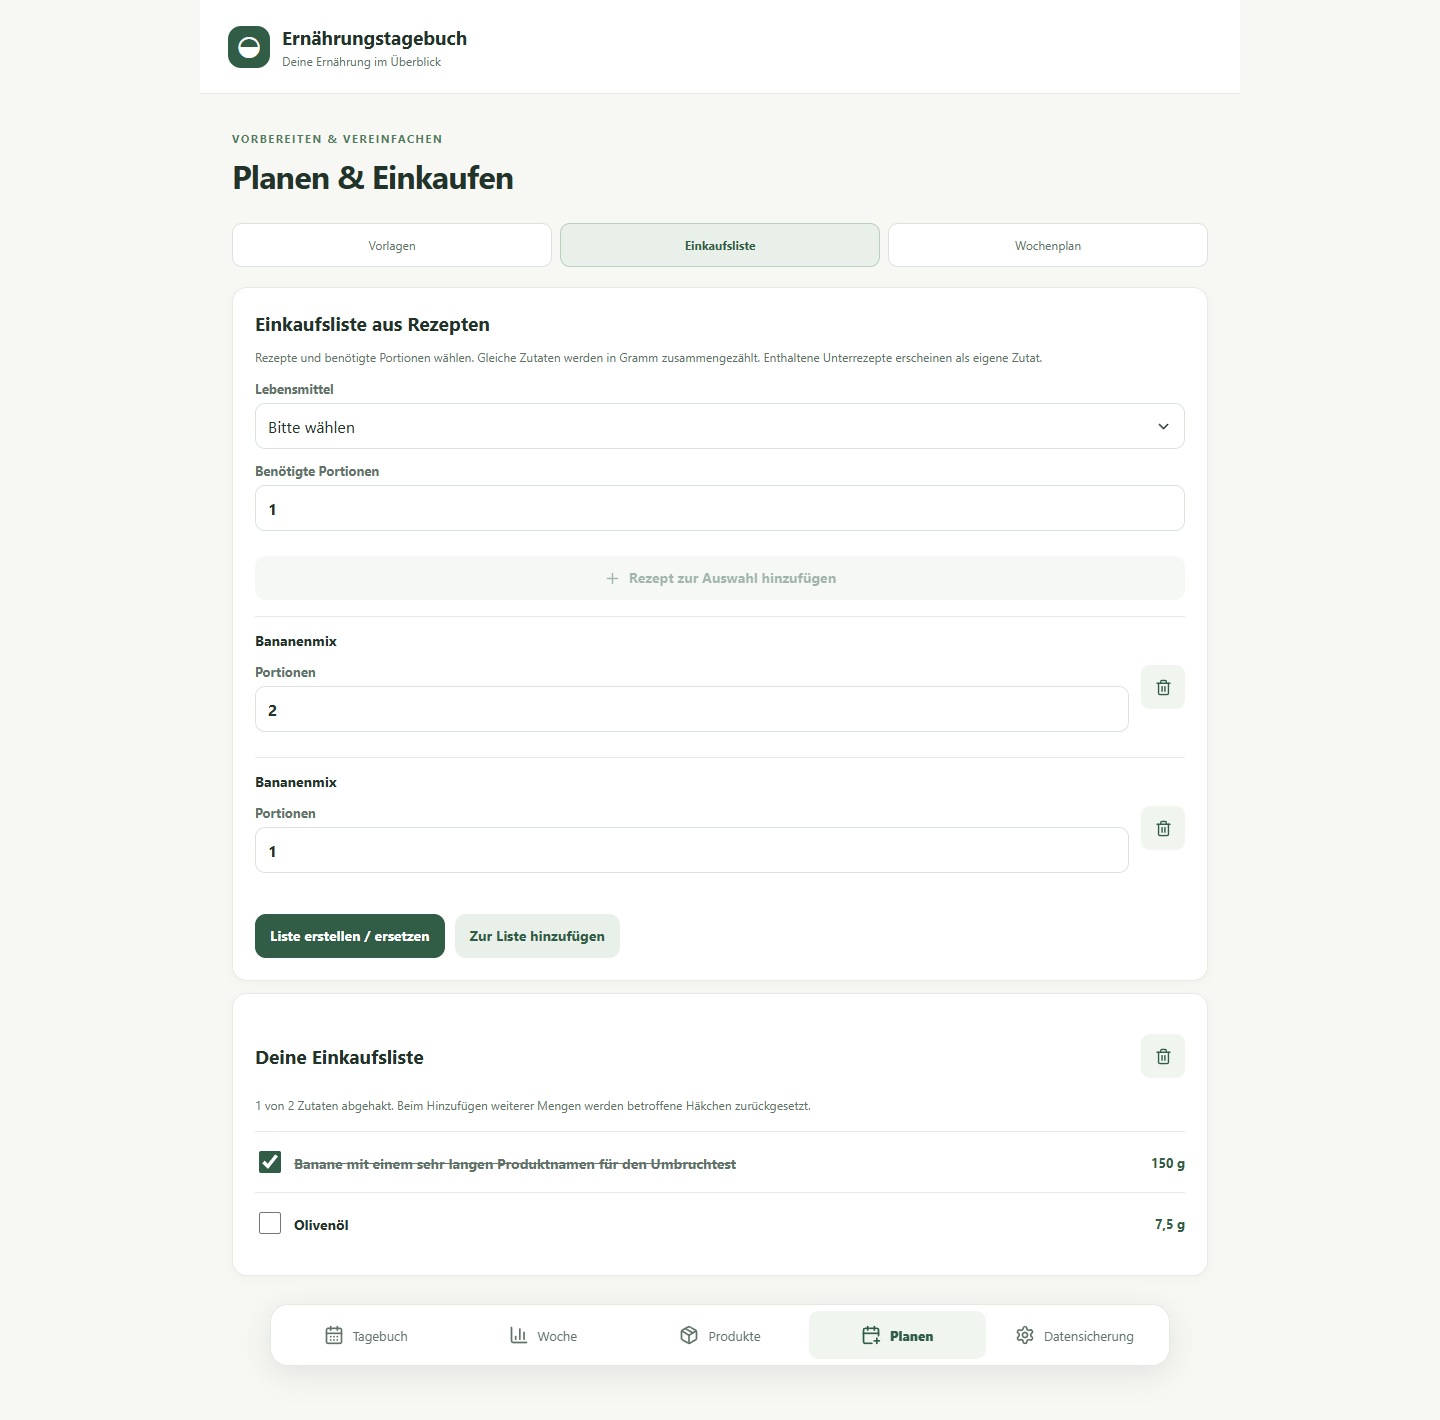 Ernährungstagebuch
Deine Ernährung im Überblick
VORBEREITEN & VEREINFACHEN
Planen & Einkaufen
Vorlagen
Einkaufsliste
Wochenplan
Einkaufsliste aus Rezepten
Rezepte und benötigte Portionen wählen. Gleiche Zutaten werden in Gramm zusammengezählt. Enthaltene Unterrezepte erscheinen als eigene Zutat.
Lebensmittel
Bitte wählen
Benötigte Portionen
1
Rezept zur Auswahl hinzufügen
Bananenmix
Portionen
2
Bananenmix
Portionen
1
Liste erstellen / ersetzen
Zur Liste hinzufügen
Deine Einkaufsliste
1 von 2 Zutaten abgehakt. Beim Hinzufügen weiterer Mengen werden betroffene Häkchen zurückgesetzt.
Banane mit einem sehr langen Produktnamen für den Umbruchtest 150 g
Olivenöl 7,5 g
Tagebuch
Woche
Produkte
Planen
Datensicherung